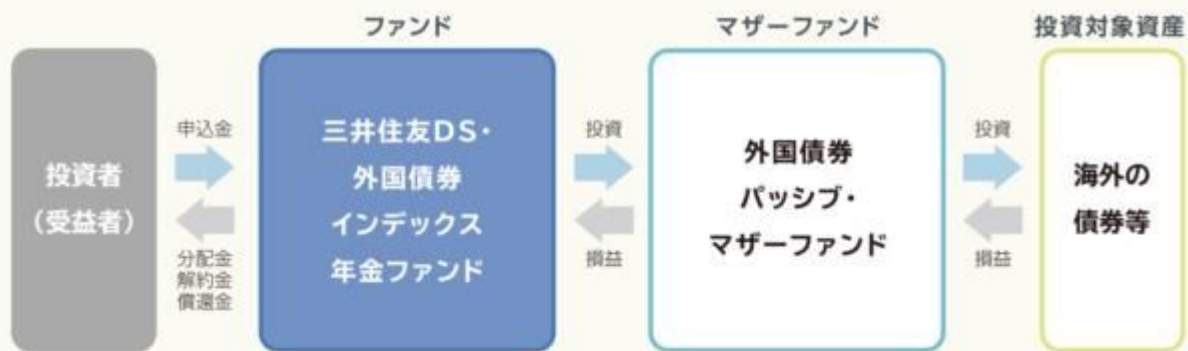 ファンド
マザーファンド
投資対象資産
投資者
(受益者)
申込金
分配金
解約金
償還金
三井住友DS・
外国債券
インデックス
年金ファンド
投資
損益
外国債券
パッシブ・
マザーファンド
投資
損益
海外の
債券等